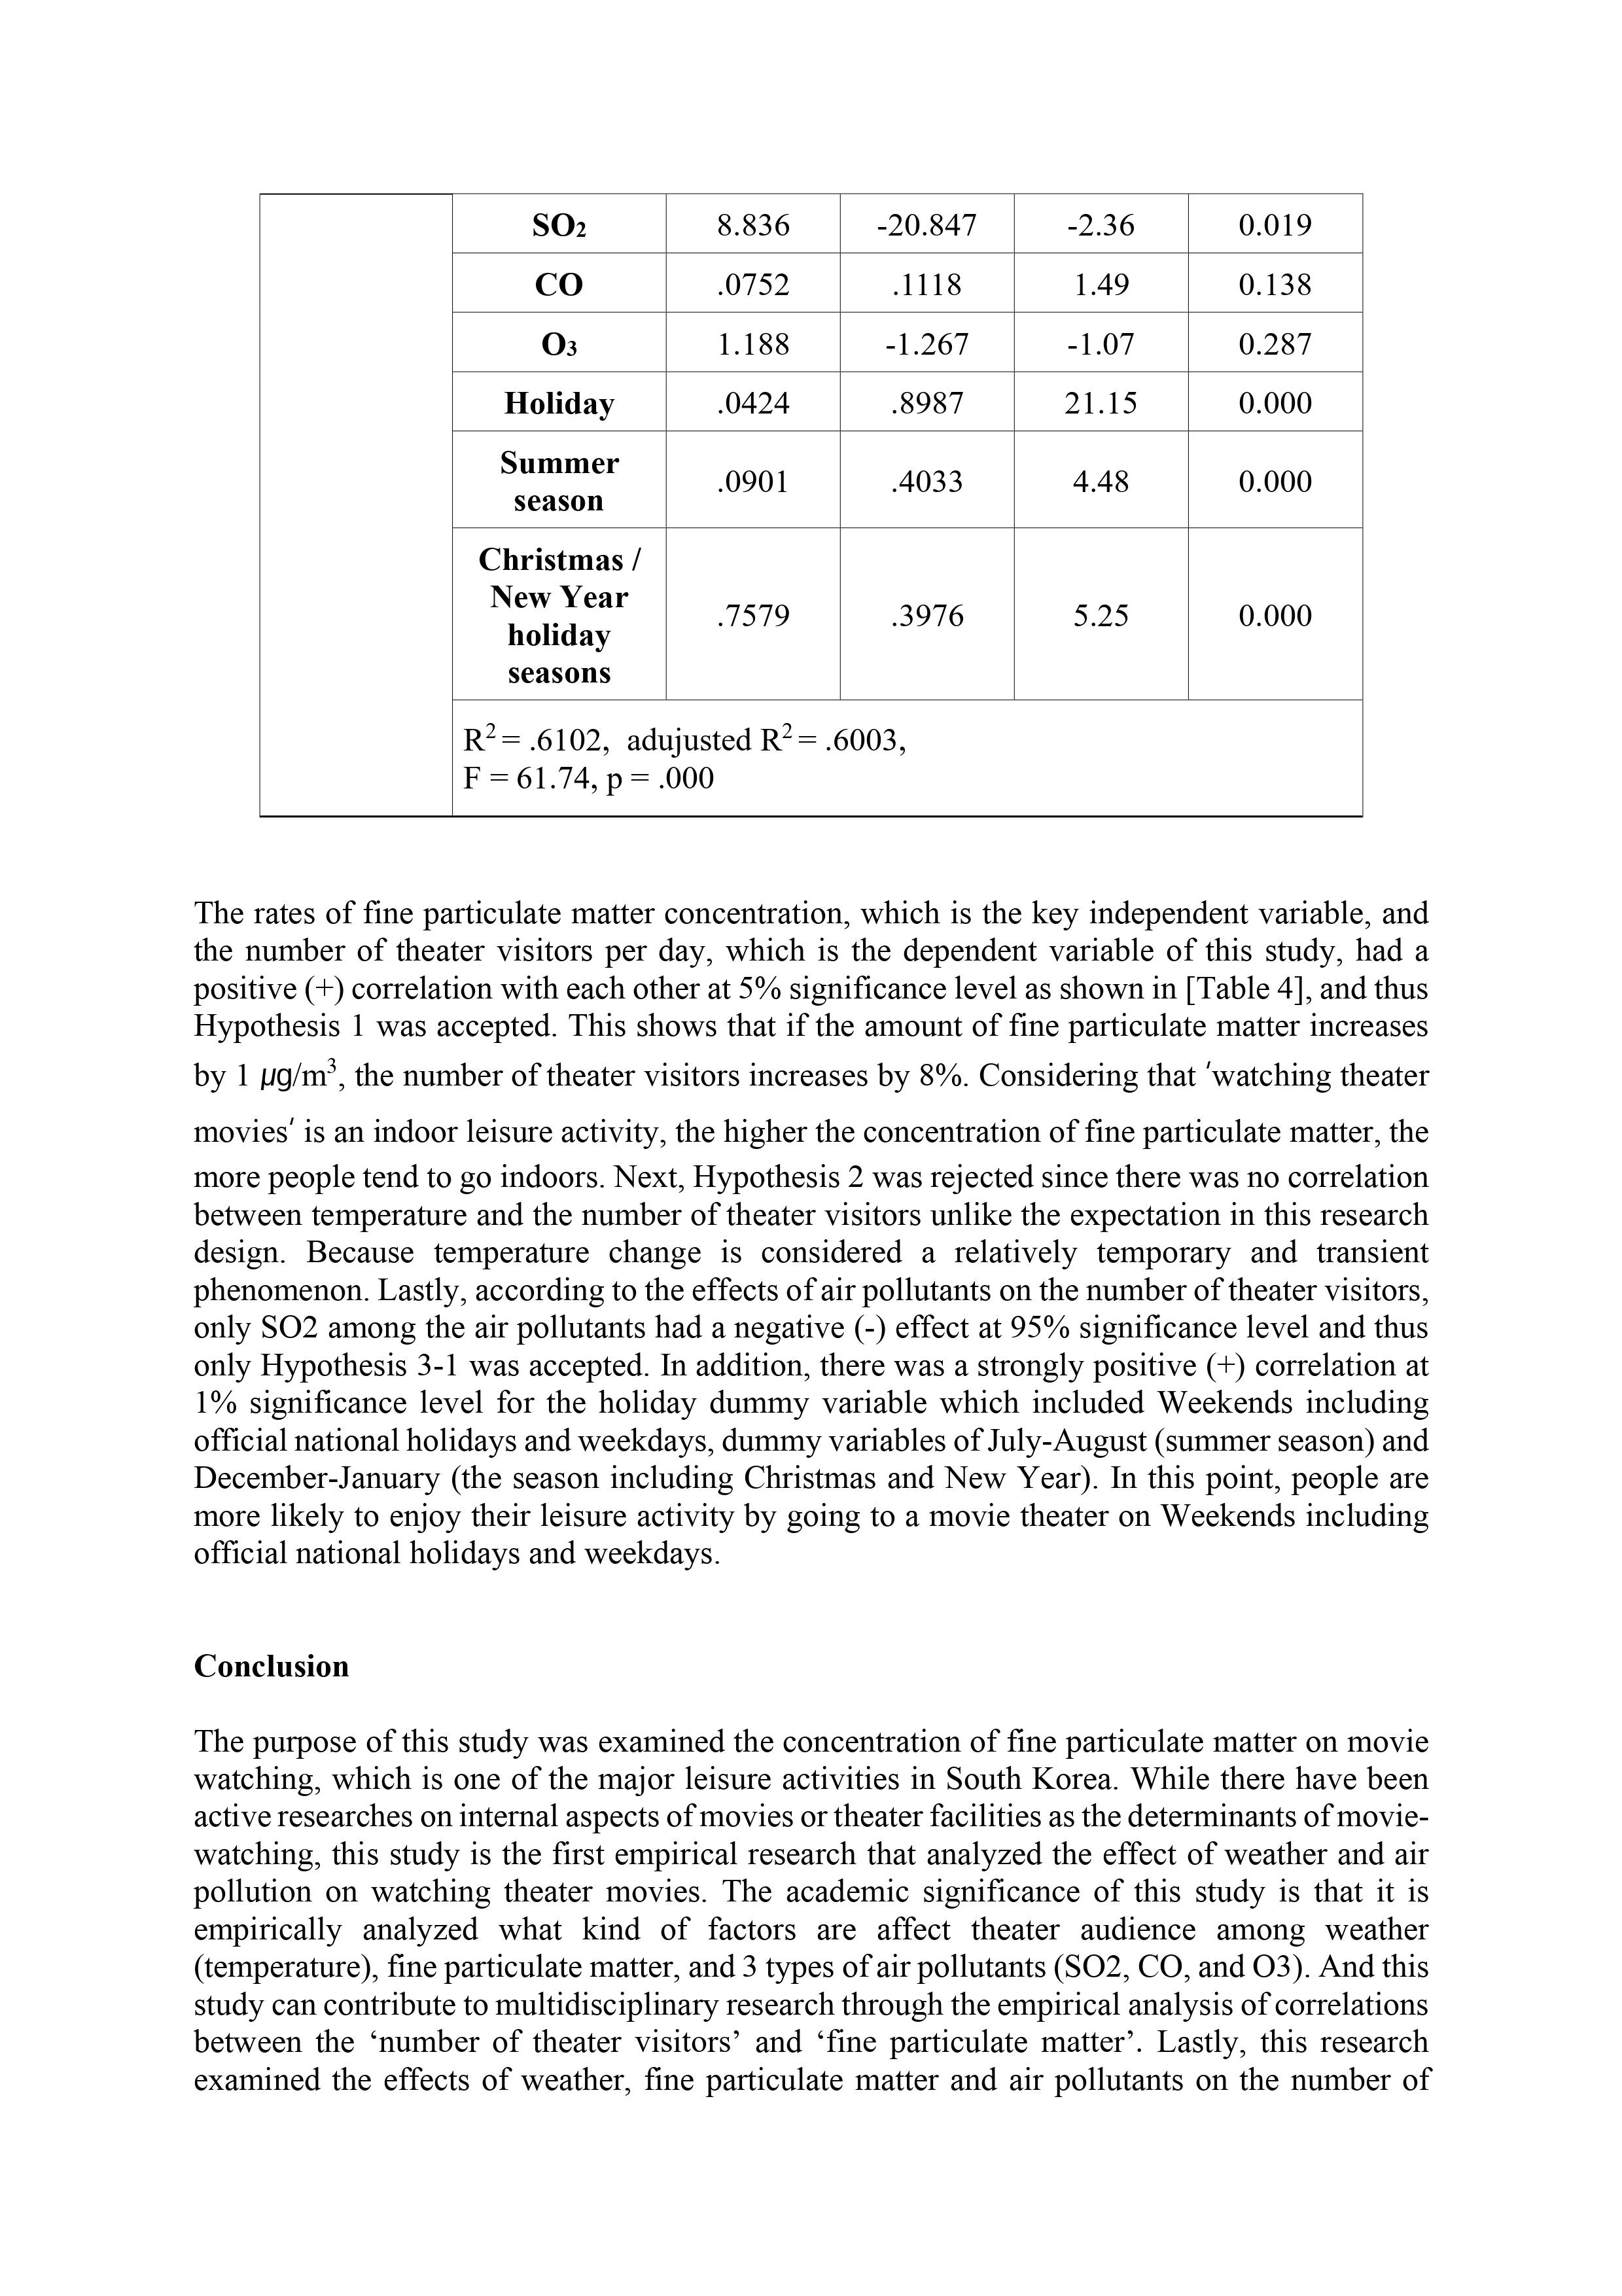 SO2 8.836 -20.847 -2.36 0.019
CO .0752 .1118 1.49 0.138
O3 1.188 -1.267 -1.07 0.287
Holiday .0424 .8987 21.15 0.000
Summer
season .0901 .4033 4.48 0.000
Christmas /
New Year
holiday
seasons .7579 .3976 5.25 0.000
R² = .6102, adujusted R² = .6003,
F = 61.74, p = .000
The rates of fine particulate matter concentration, which is the key independent variable, and
the number of theater visitors per day, which is the dependent variable of this study, had a
positive (+) correlation with each other at 5% significance level as shown in [Table 4], and thus
Hypothesis 1 was accepted. This shows that if the amount of fine particulate matter increases
by 1 µg/m³, the number of theater visitors increases by 8%. Considering that ′watching theater
movies′ is an indoor leisure activity, the higher the concentration of fine particulate matter, the
more people tend to go indoors. Next, Hypothesis 2 was rejected since there was no correlation
between temperature and the number of theater visitors unlike the expectation in this research
design. Because temperature change is considered a relatively temporary and transient
phenomenon. Lastly, according to the effects of air pollutants on the number of theater visitors,
only SO2 among the air pollutants had a negative (-) effect at 95% significance level and thus
only Hypothesis 3-1 was accepted. In addition, there was a strongly positive (+) correlation at
1% significance level for the holiday dummy variable which included Weekends including
official national holidays and weekdays, dummy variables of July-August (summer season) and
December-January (the season including Christmas and New Year). In this point, people are
more likely to enjoy their leisure activity by going to a movie theater on Weekends including
official national holidays and weekdays.
Conclusion
The purpose of this study was examined the concentration of fine particulate matter on movie
watching, which is one of the major leisure activities in South Korea. While there have been
active researches on internal aspects of movies or theater facilities as the determinants of movie-
watching, this study is the first empirical research that analyzed the effect of weather and air
pollution on watching theater movies. The academic significance of this study is that it is
empirically analyzed what kind of factors are affect theater audience among weather
(temperature), fine particulate matter, and 3 types of air pollutants (SO2, CO, and O3). And this
study can contribute to multidisciplinary research through the empirical analysis of correlations
between the ‘number of theater visitors’ and ‘fine particulate matter’. Lastly, this research
examined the effects of weather, fine particulate matter and air pollutants on the number of